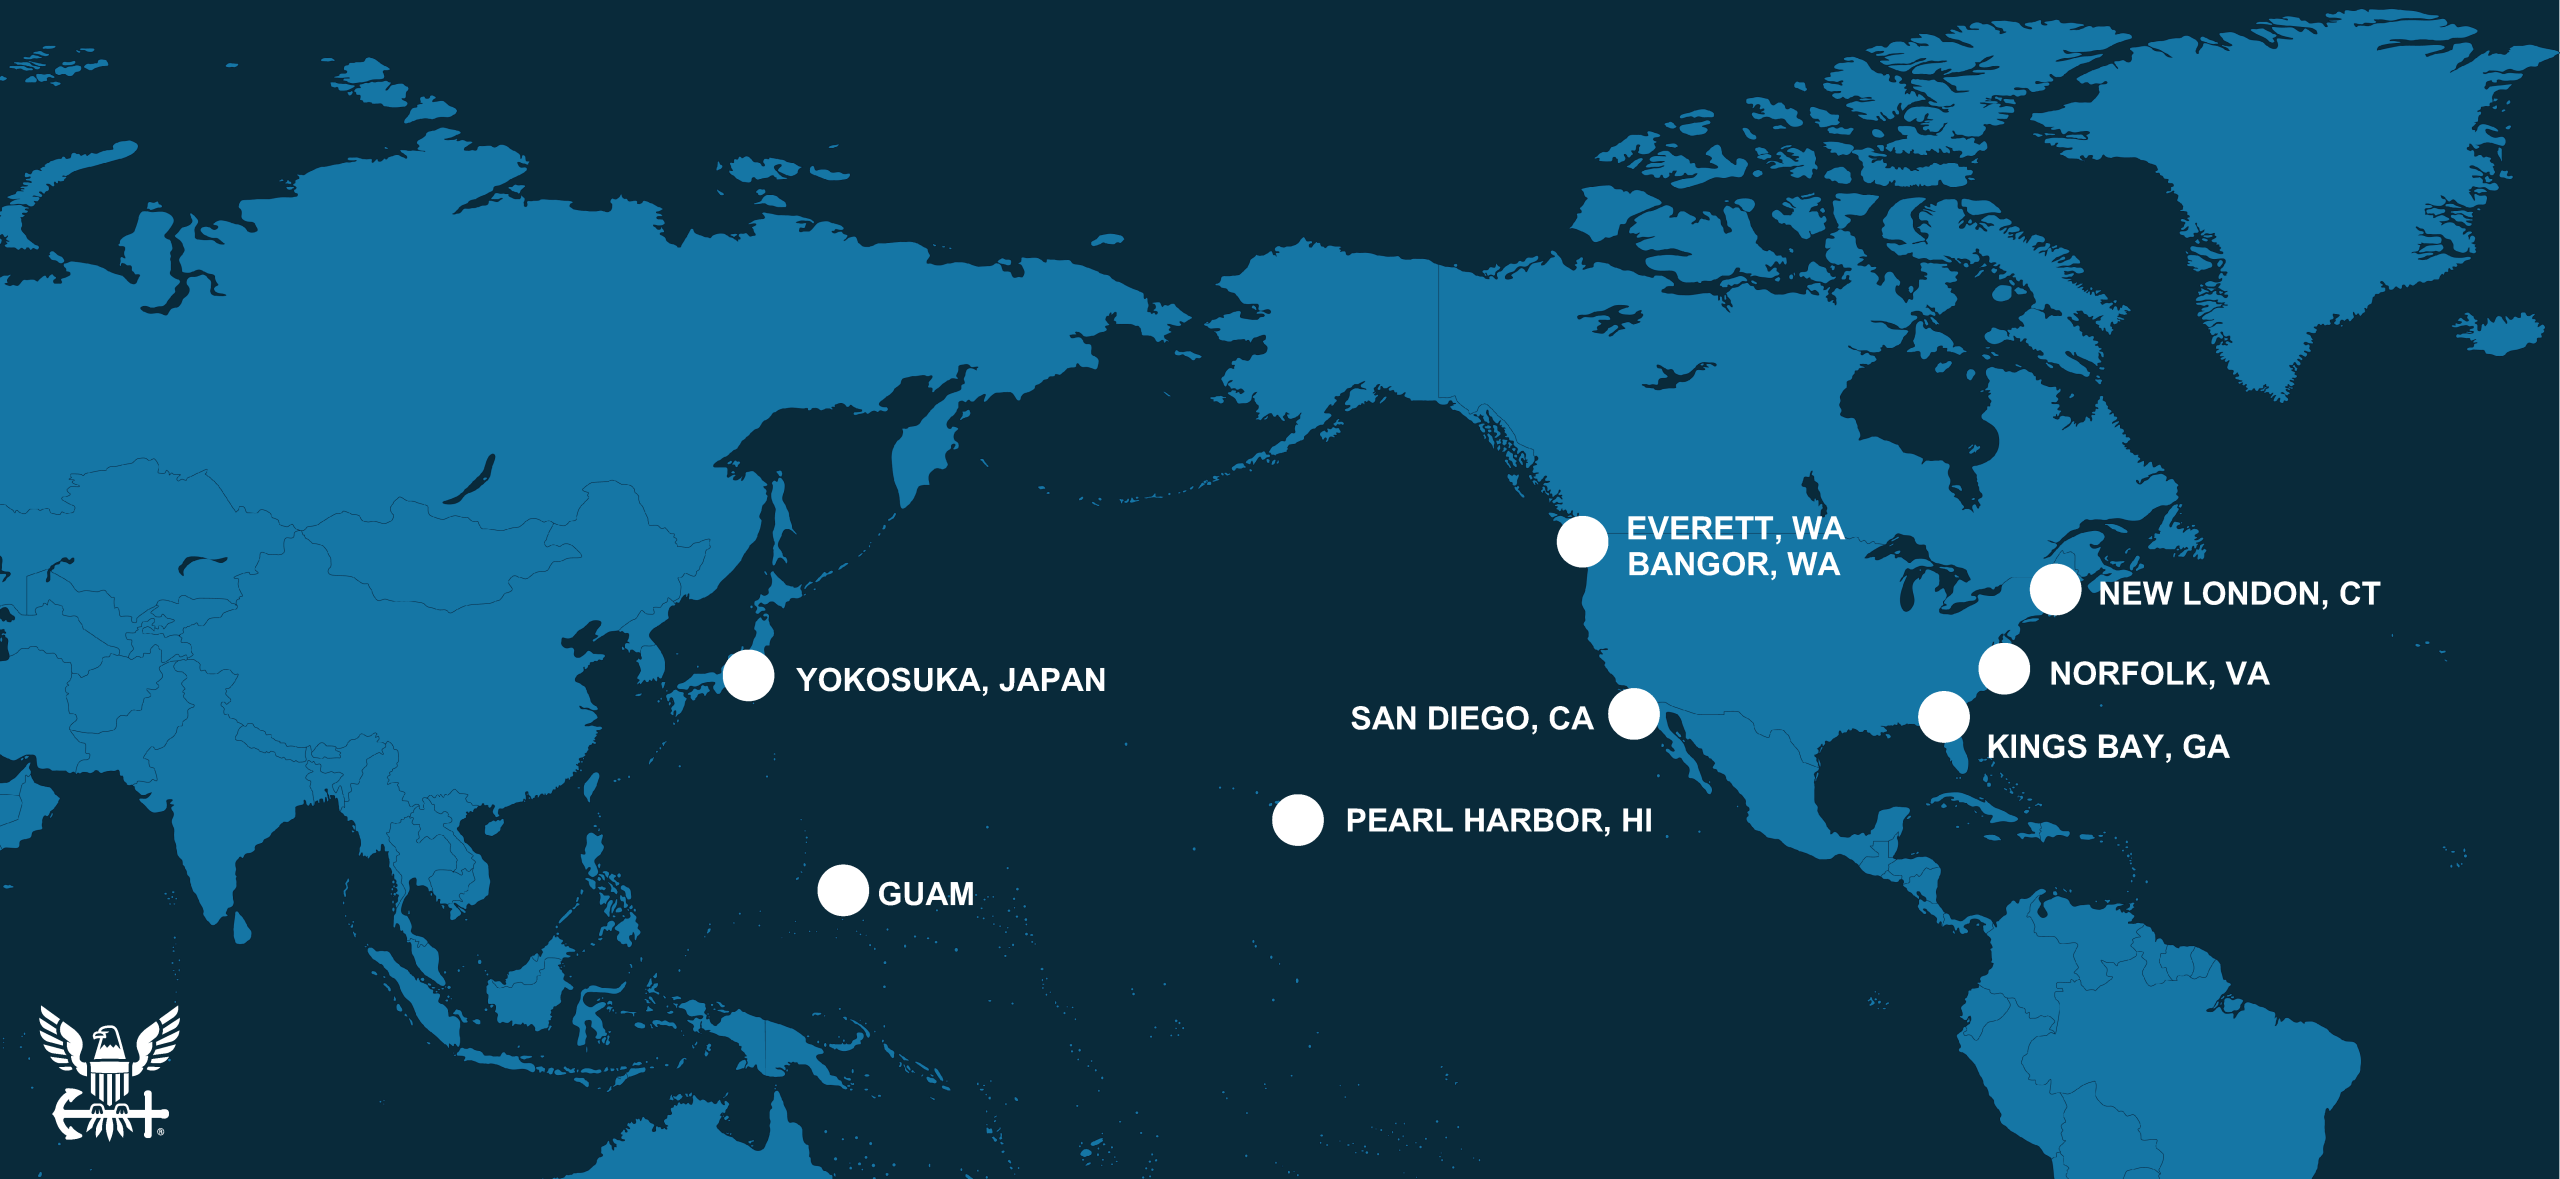 EVERETT, WA
BANGOR, WA
NEW LONDON, CT
NORFOLK, VA
YOKOSUKA, JAPAN
SAN DIEGO, CA
KINGS BAY, GA
PEARL HARBOR, HI
GUAM
®